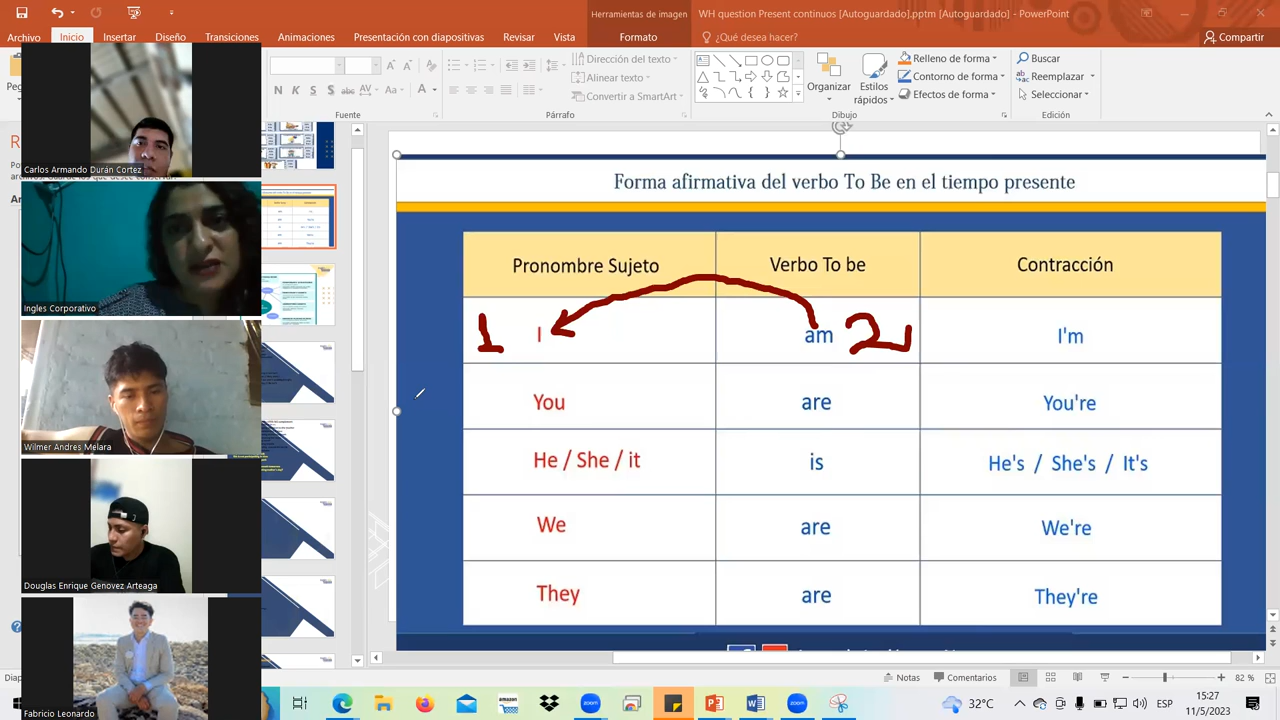 Herramientas de imagen
WH question Present continuos [Autoguardado].pptm [Autoguardado] - PowerPoint
Archivo Inicio Insertar Diseño Transiciones Animaciones Presentación con diapositivas Revisar Vista Formato ¿Qué desea hacer? Compartir
Dirección del texto
Alinear texto
Convertir a SmartArt
Organizar
Estilos rápidos
Relleno de forma
Contorno de forma
Efectos de forma
Buscar
Reemplazar
Seleccionar
Fuente Párrafo Dibujo Edición
Carlos Armando Durán Cortez
Ingles Corporativo
Wilmer Andres Melara
Douglas Enrique Genovez Arteaga
Fabricio Leonardo
Forma afirmativa del verbo To Be en el tiempo presente
Pronombre Sujeto Verbo To be Contracción
1 I am 2 I'm
You are You're
He / She / it is He's / She's / It's
We are We're
They are They're
Notas Comentarios 82 %
32°C ESP 15:27
11/5/2023